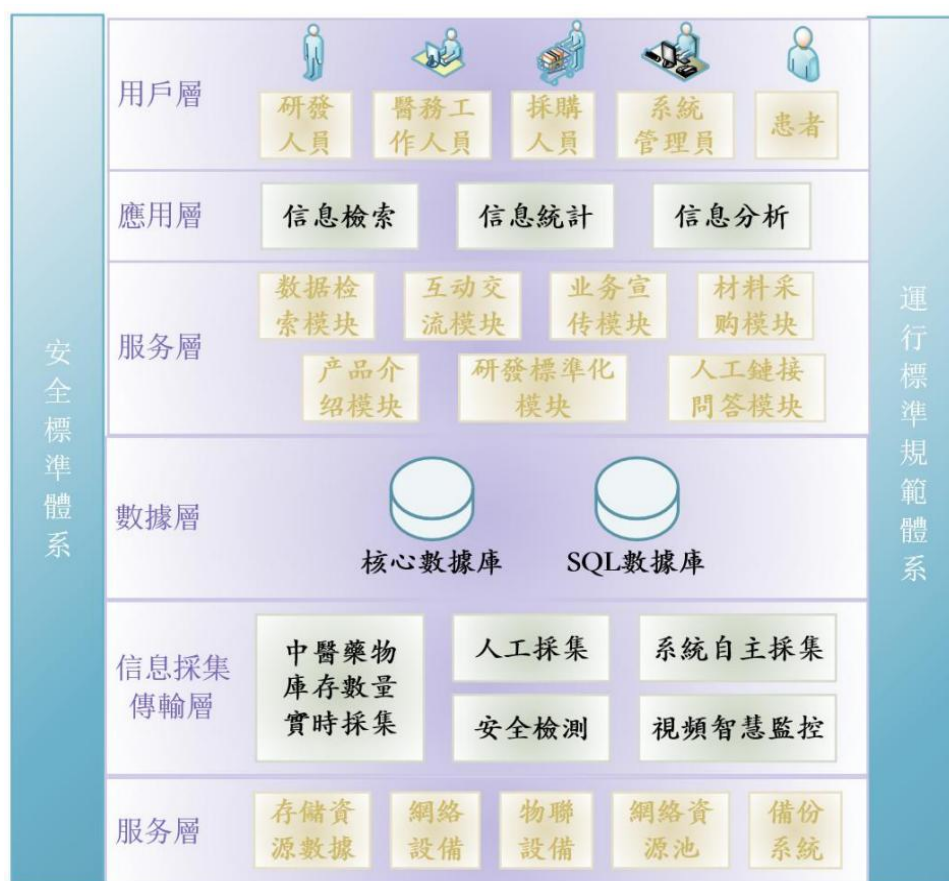 用戶層
研發
人員
醫務工
作人員
採購
人員
系統
管理員
患者
應用層
信息檢索
信息統計
信息分析
服务層
数据检
索模块
互动交
流模块
业务宣
传模块
材料采
购模块
产品介
绍模块
研發標準化
模块
人工鏈接
問答模块
數據層
核心數據庫
SQL數據庫
信息採集
傳輸層
中醫藥物
庫存數量
實時採集
人工採集
系統自主採集
安全檢測
視頻智慧監控
服务層
存儲資
源數據
網絡
設備
物聯
設備
網絡資
源池
備份
系統
安全標準體系
運行標準規範體系